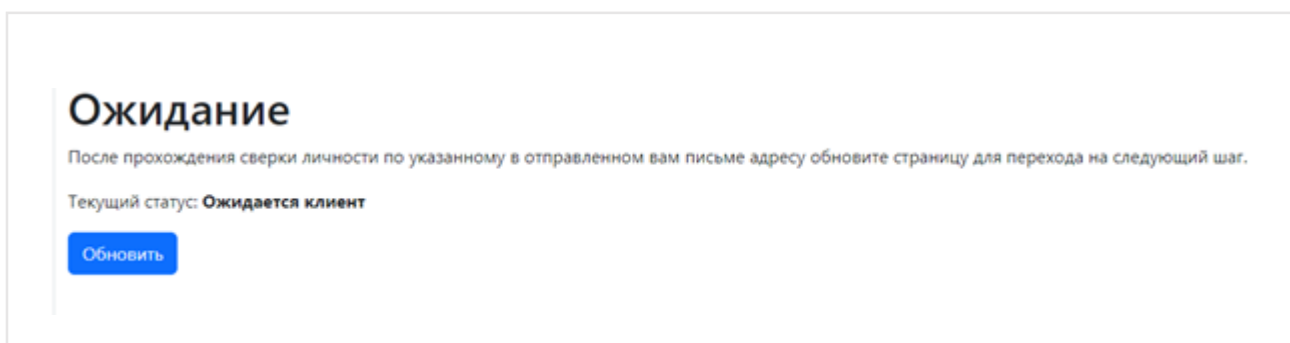 Ожидание
После прохождения сверки личности по указанному в отправленном вам письме адресу обновите страницу для перехода на следующий шаг.
Текущий статус: Ожидается клиент
Обновить